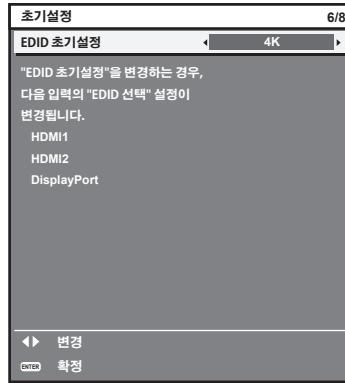 초기설정 6/8
EDID 초기설정 4K
"EDID 초기설정"을 변경하는 경우,
다음 입력의 "EDID 선택" 설정이
변경됩니다.
HDMI1
HDMI2
DisplayPort
변경
ENTER 확정